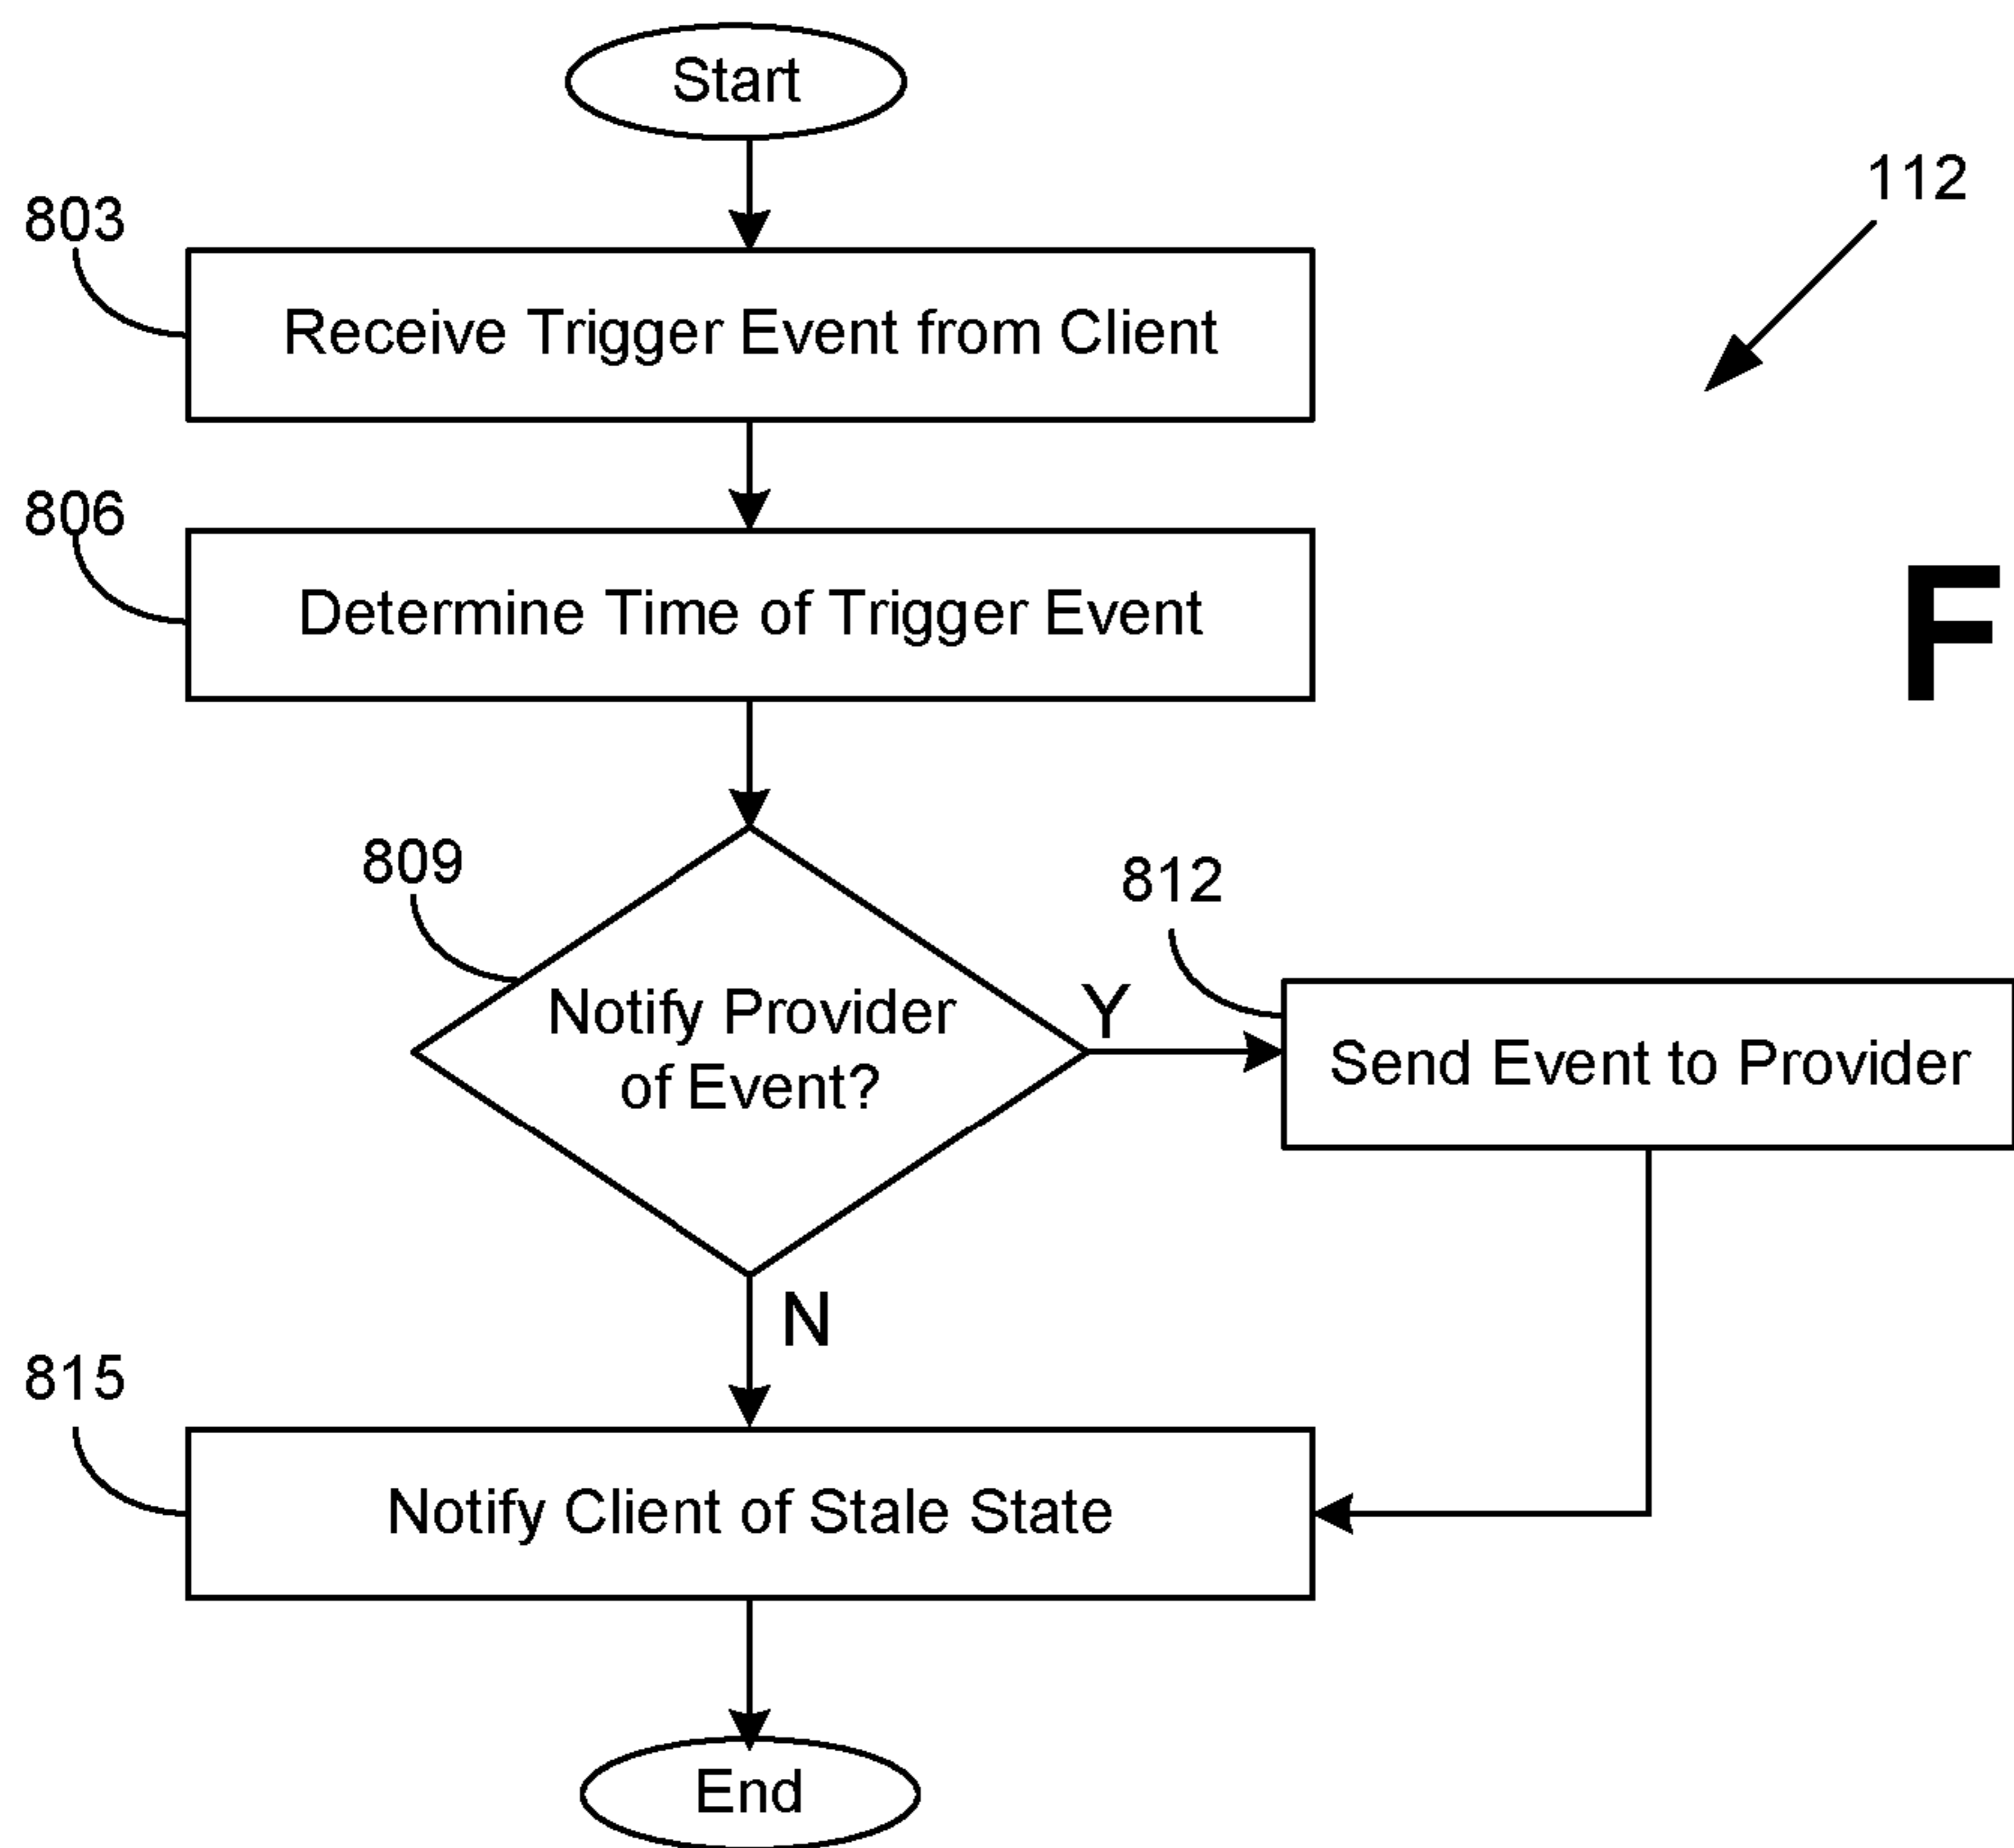 Start
112
803
Receive Trigger Event from Client
806
Determine Time of Trigger Event
F
809
812
Notify Provider
of Event?
Y
Send Event to Provider
N
815
Notify Client of Stale State
End